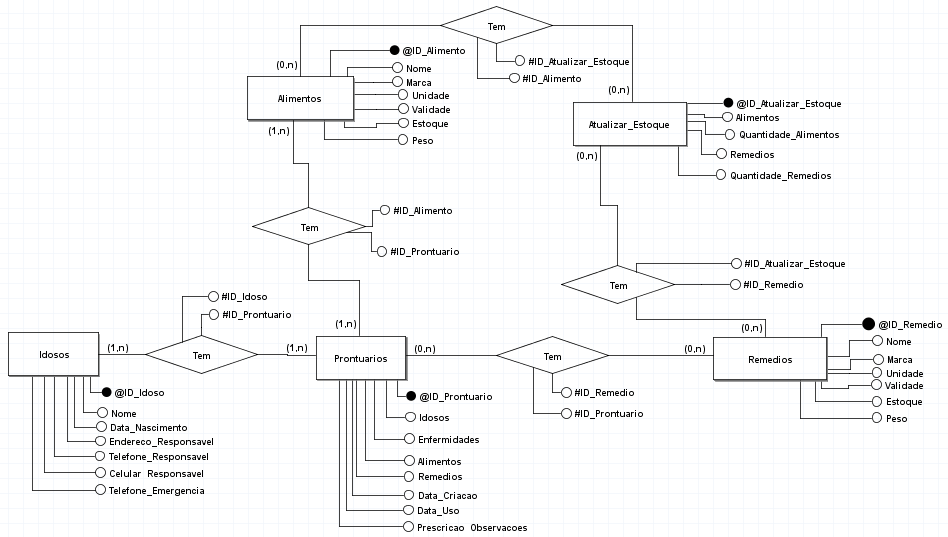 Tem
#ID_Atualizar_Estoque
#ID_Alimento
(0,n)
@ID_Alimento
Nome
Marca
Unidade
Validade
Estoque
Peso
Alimentos
(1,n)
(0,n)
Atualizar_Estoque
@ID_Atualizar_Estoque
Alimentos
Quantidade_Alimentos
Remedios
Quantidade_Remedios
(0,n)
Tem
#ID_Alimento
#ID_Prontuario
Tem
#ID_Atualizar_Estoque
#ID_Remedio
#ID_Idoso
#ID_Prontuario
Idosos
(1,n)
Tem
(1,n)
(1,n)
Prontuarios
(0,n)
Tem
(0,n)
(0,n)
Remedios
@ID_Remedio
Nome
Marca
Unidade
Validade
Estoque
Peso
#ID_Remedio
#ID_Prontuario
@ID_Idoso
Nome
Data_Nascimento
Endereco_Responsavel
Telefone_Responsavel
Celular_Responsavel
Telefone_Emergencia
@ID_Prontuario
Idosos
Enfermidades
Alimentos
Remedios
Data_Criacao
Data_Uso
Prescricao_Observacoes